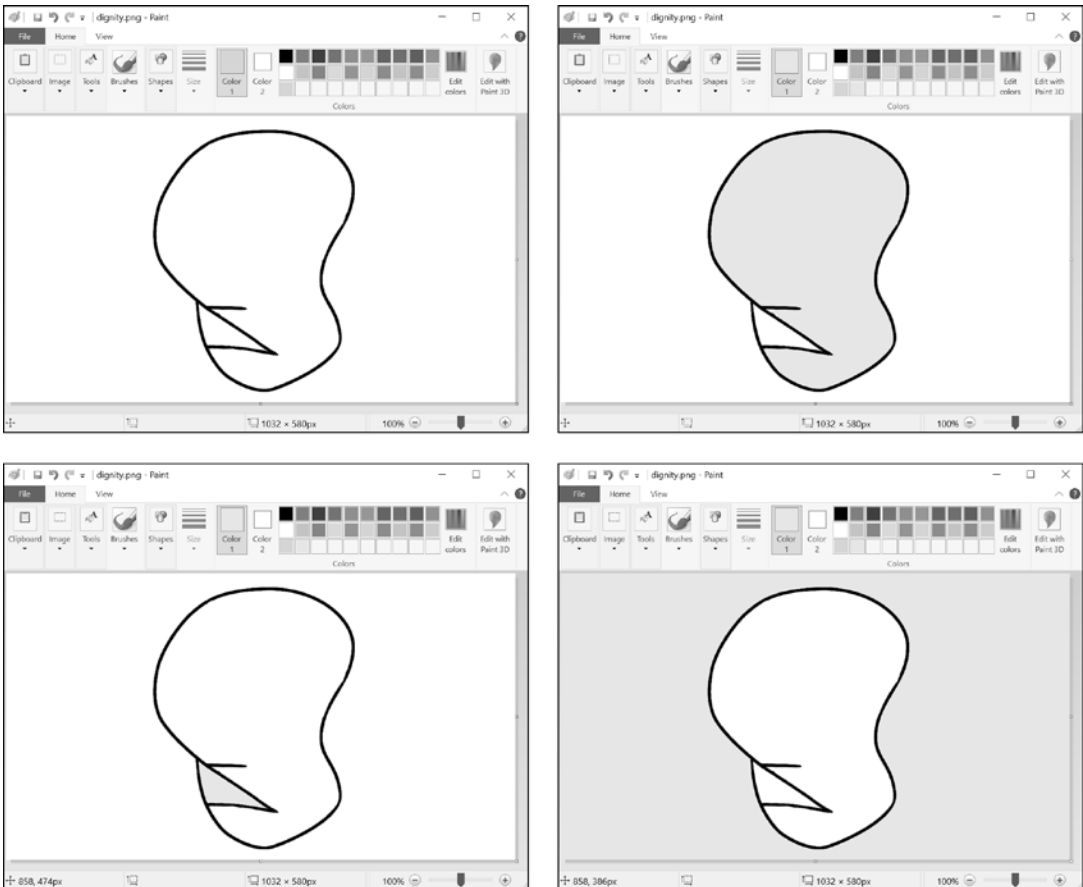 dignity.png - Paint
File Home View
Clipboard Image Tools Brushes Shapes Size Color 1 Color 2 Edit colors Edit with Paint 3D
Colors
1032 × 580px 100%
dignity.png - Paint
File Home View
Clipboard Image Tools Brushes Shapes Size Color 1 Color 2 Edit colors Edit with Paint 3D
Colors
1032 × 580px 100%
dignity.png - Paint
File Home View
Clipboard Image Tools Brushes Shapes Size Color 1 Color 2 Edit colors Edit with Paint 3D
Colors
858, 474px 1032 × 580px 100%
dignity.png - Paint
File Home View
Clipboard Image Tools Brushes Shapes Size Color 1 Color 2 Edit colors Edit with Paint 3D
Colors
858, 386px 1032 × 580px 100%